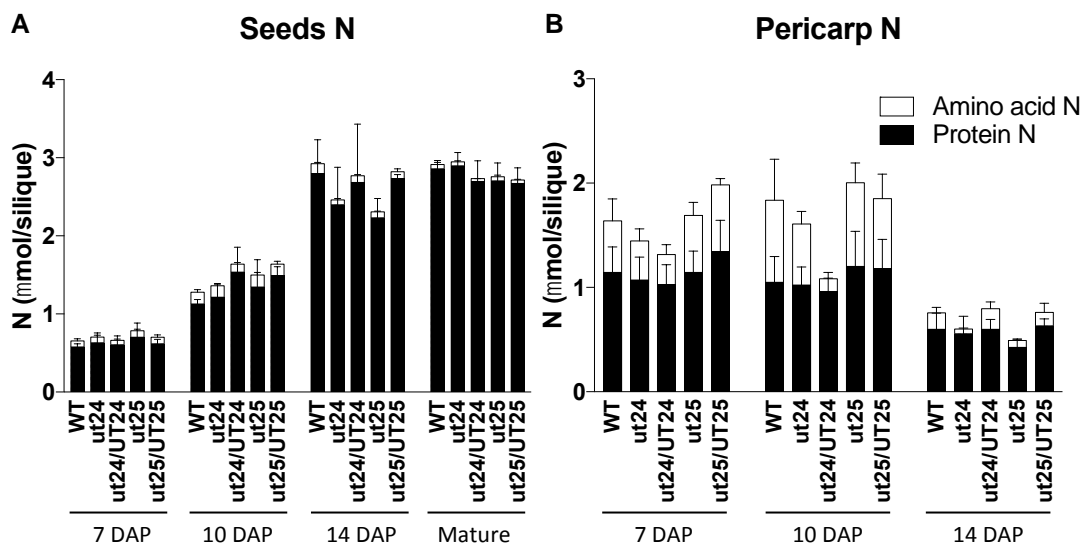 A
Seeds N
N (mmol/silique)
4
3
2
1
0
WT
ut24
ut24/UT24
ut25
ut25/UT25
WT
ut24
ut24/UT24
ut25
ut25/UT25
WT
ut24
ut24/UT24
ut25
ut25/UT25
WT
ut24
ut24/UT24
ut25
ut25/UT25
7 DAP
10 DAP
14 DAP
Mature
B
Pericarp N
Amino acid N
Protein N
N (mmol/silique)
3
2
1
0
WT
ut24
ut24/UT24
ut25
ut25/UT25
WT
ut24
ut24/UT24
ut25
ut25/UT25
WT
ut24
ut24/UT24
ut25
ut25/UT25
7 DAP
10 DAP
14 DAP